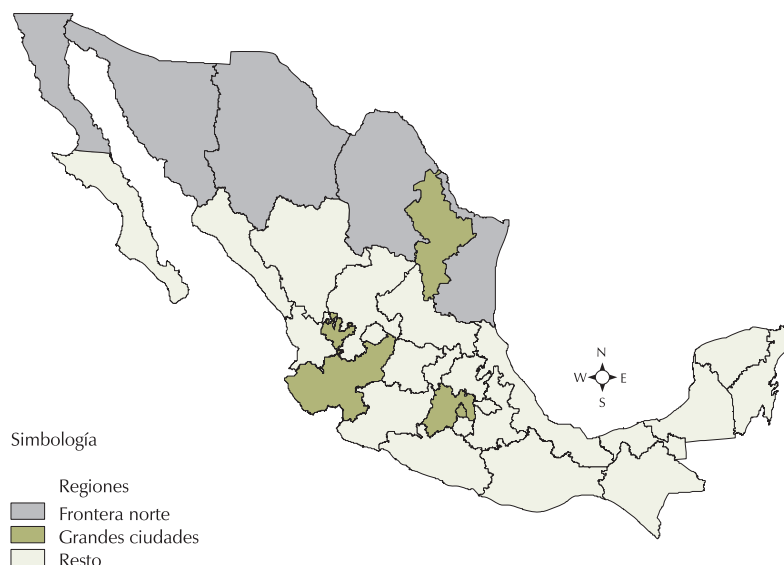 N
W E
S
Simbología
Regiones
Frontera norte
Grandes ciudades
Resto